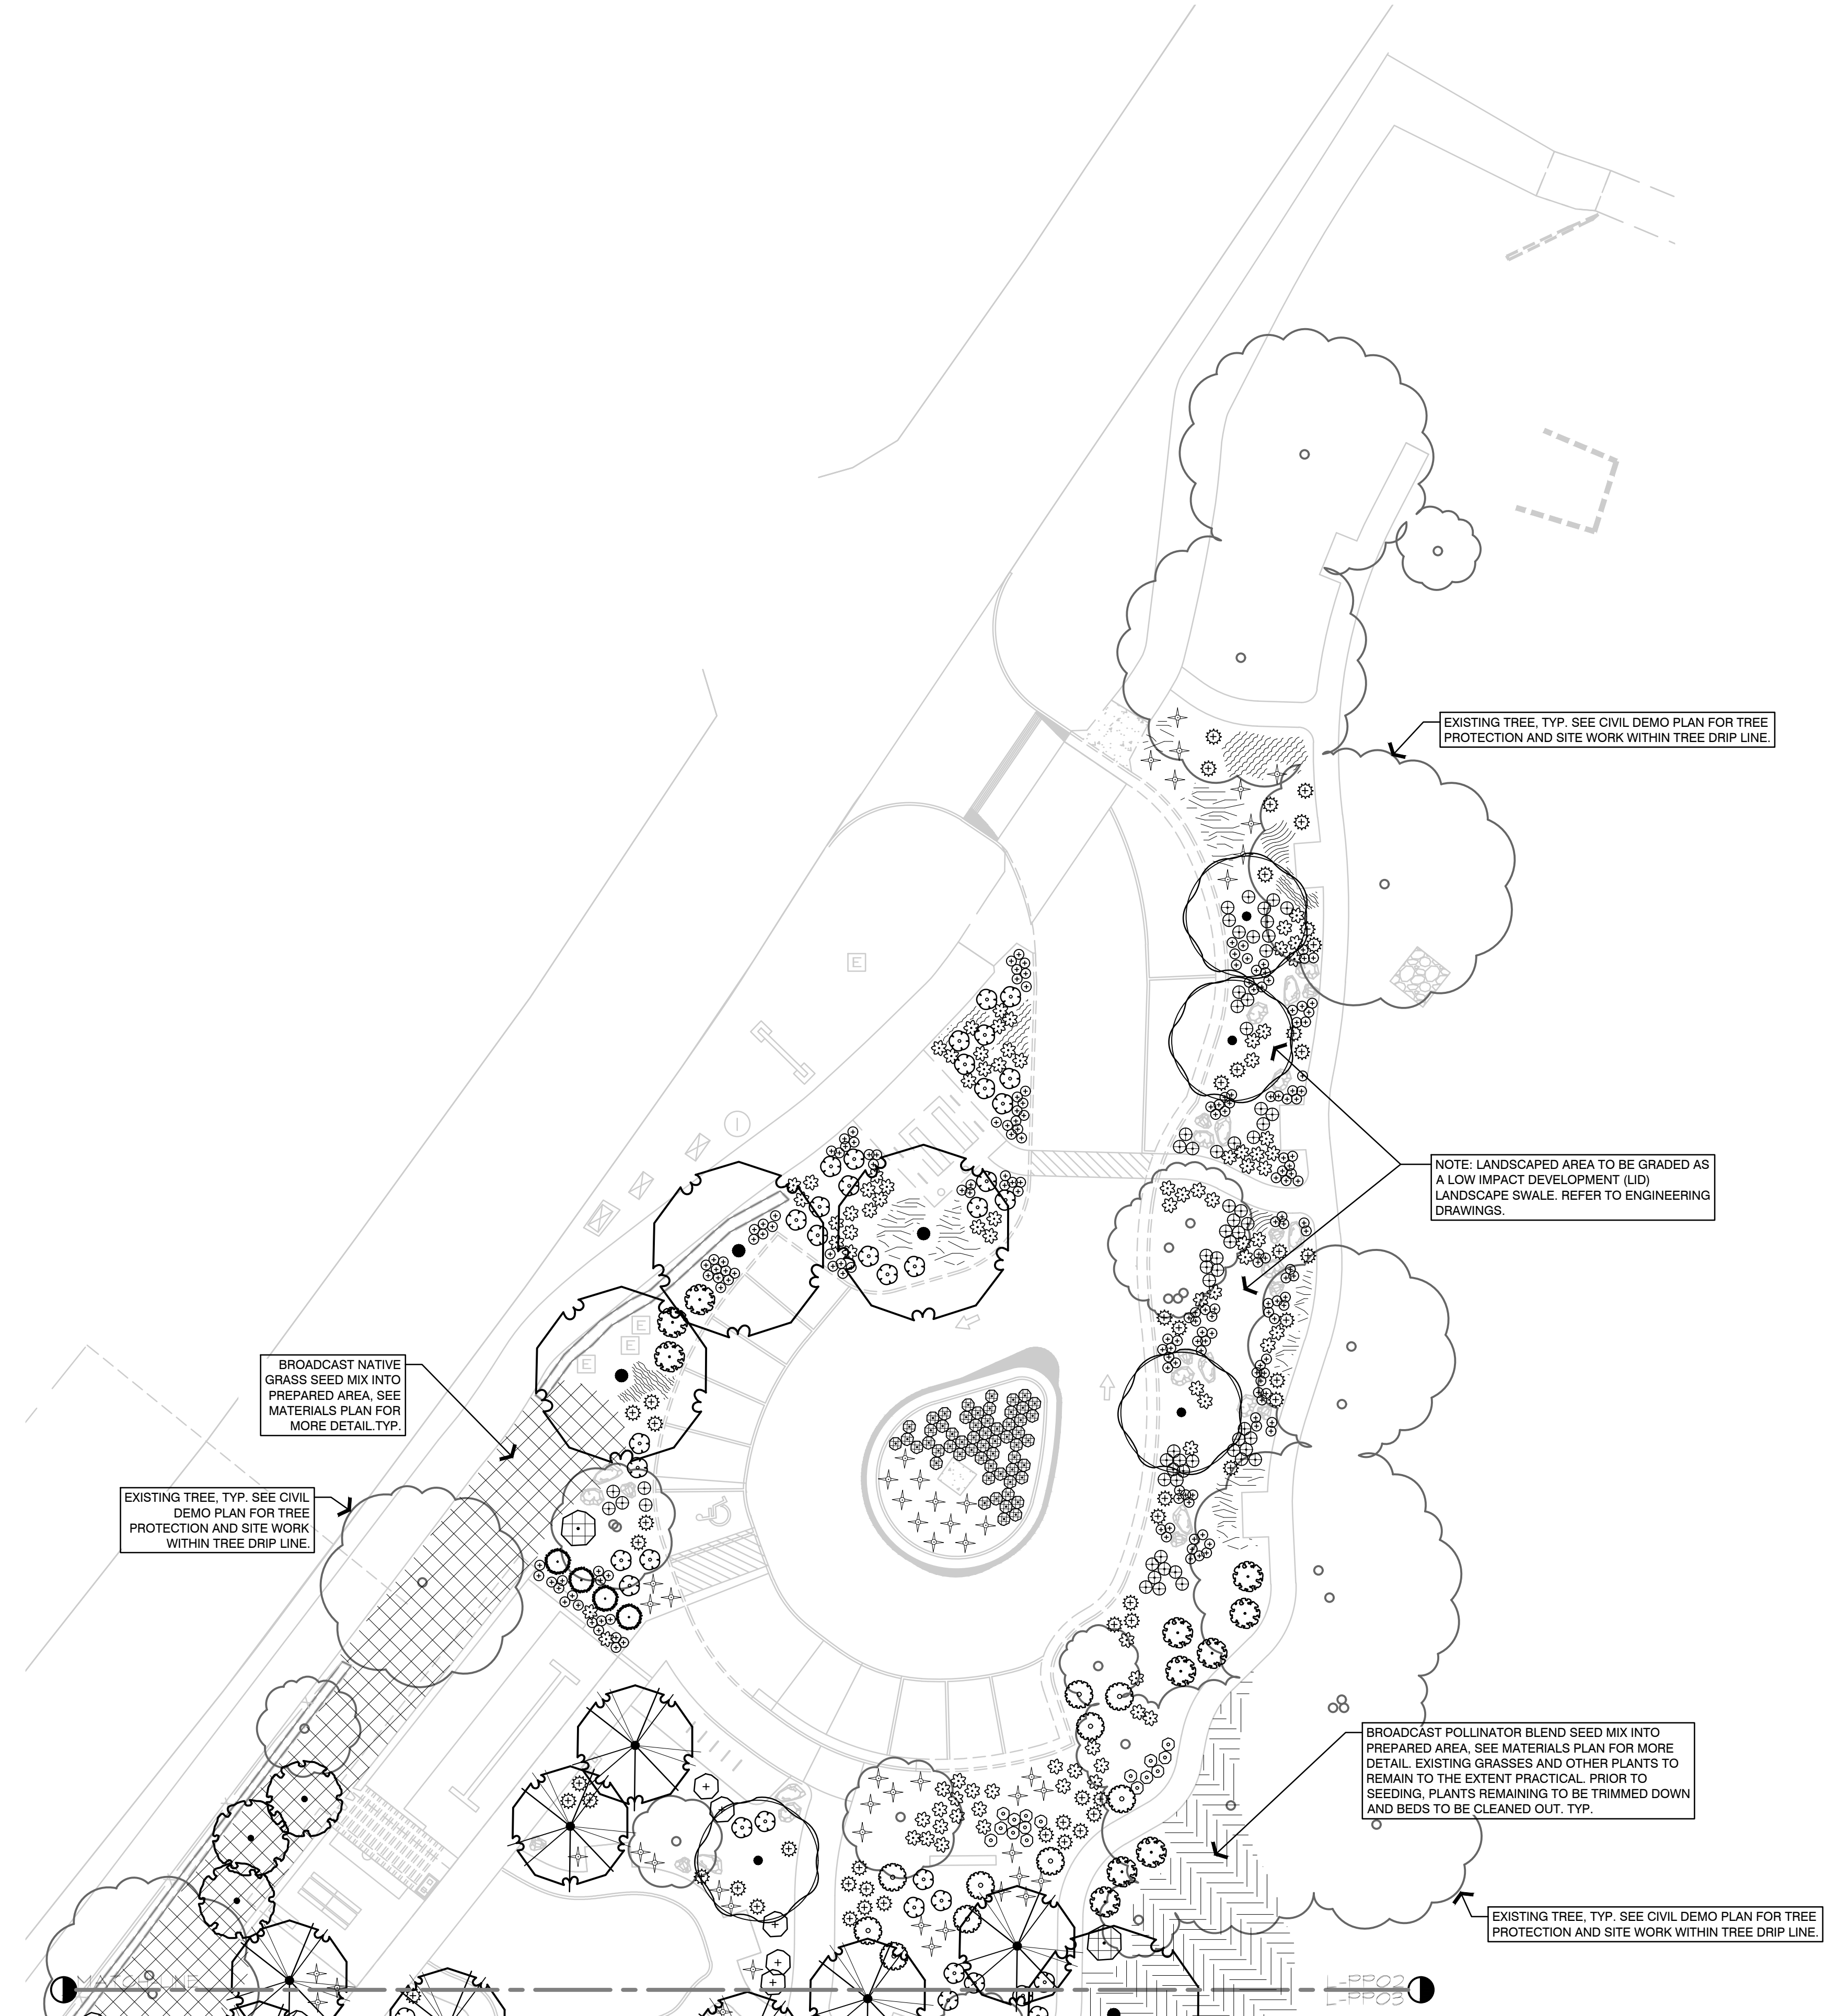 EXISTING TREE, TYP. SEE CIVIL DEMO PLAN FOR TREE
PROTECTION AND SITE WORK WITHIN TREE DRIP LINE.
E
NOTE: LANDSCAPED AREA TO BE GRADED AS
A LOW IMPACT DEVELOPMENT (LID)
LANDSCAPE SWALE. REFER TO ENGINEERING
DRAWINGS.
E
E
E
BROADCAST NATIVE
GRASS SEED MIX INTO
PREPARED AREA, SEE
MATERIALS PLAN FOR
MORE DETAIL.TYP.
EXISTING TREE, TYP. SEE CIVIL
DEMO PLAN FOR TREE
PROTECTION AND SITE WORK
WITHIN TREE DRIP LINE.
BROADCAST POLLINATOR BLEND SEED MIX INTO
PREPARED AREA, SEE MATERIALS PLAN FOR MORE
DETAIL. EXISTING GRASSES AND OTHER PLANTS TO
REMAIN TO THE EXTENT PRACTICAL. PRIOR TO
SEEDING, PLANTS REMAINING TO BE TRIMMED DOWN
AND BEDS TO BE CLEANED OUT. TYP.
EXISTING TREE, TYP. SEE CIVIL DEMO PLAN FOR TREE
PROTECTION AND SITE WORK WITHIN TREE DRIP LINE.
MATCHLINE
L-PP02
L-PP03